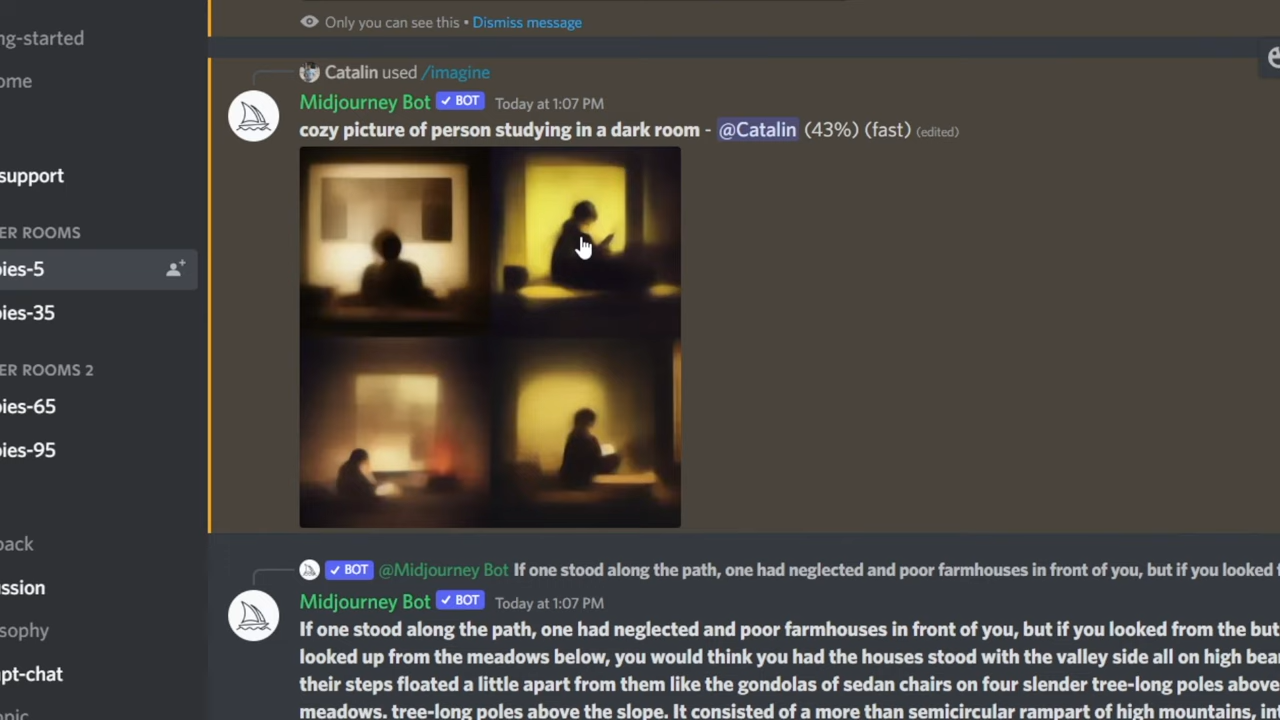 Only you can see this • Dismiss message
ng-started
Catalin used /imagine
ome
Midjourney Bot ✓ BOT Today at 1:07 PM
cozy picture of person studying in a dark room - @Catalin (43%) (fast) (edited)
support
ER ROOMS
ies-5
ies-35
ER ROOMS 2
ies-65
ies-95
ack
ssion
sophy
pt-chat
opic
✓ BOT @Midjourney Bot If one stood along the path, one had neglected and poor farmhouses in front of you, but if you looked f
Midjourney Bot ✓ BOT Today at 1:07 PM
If one stood along the path, one had neglected and poor farmhouses in front of you, but if you looked from the but
looked up from the meadows below, you would think you had the houses stood with the valley side all on high bear
their steps floated a little apart from them like the gondolas of sedan chairs on four slender tree-long poles above
meadows. tree-long poles above the slope. It consisted of a more than semicircular rampart of high mountains, in